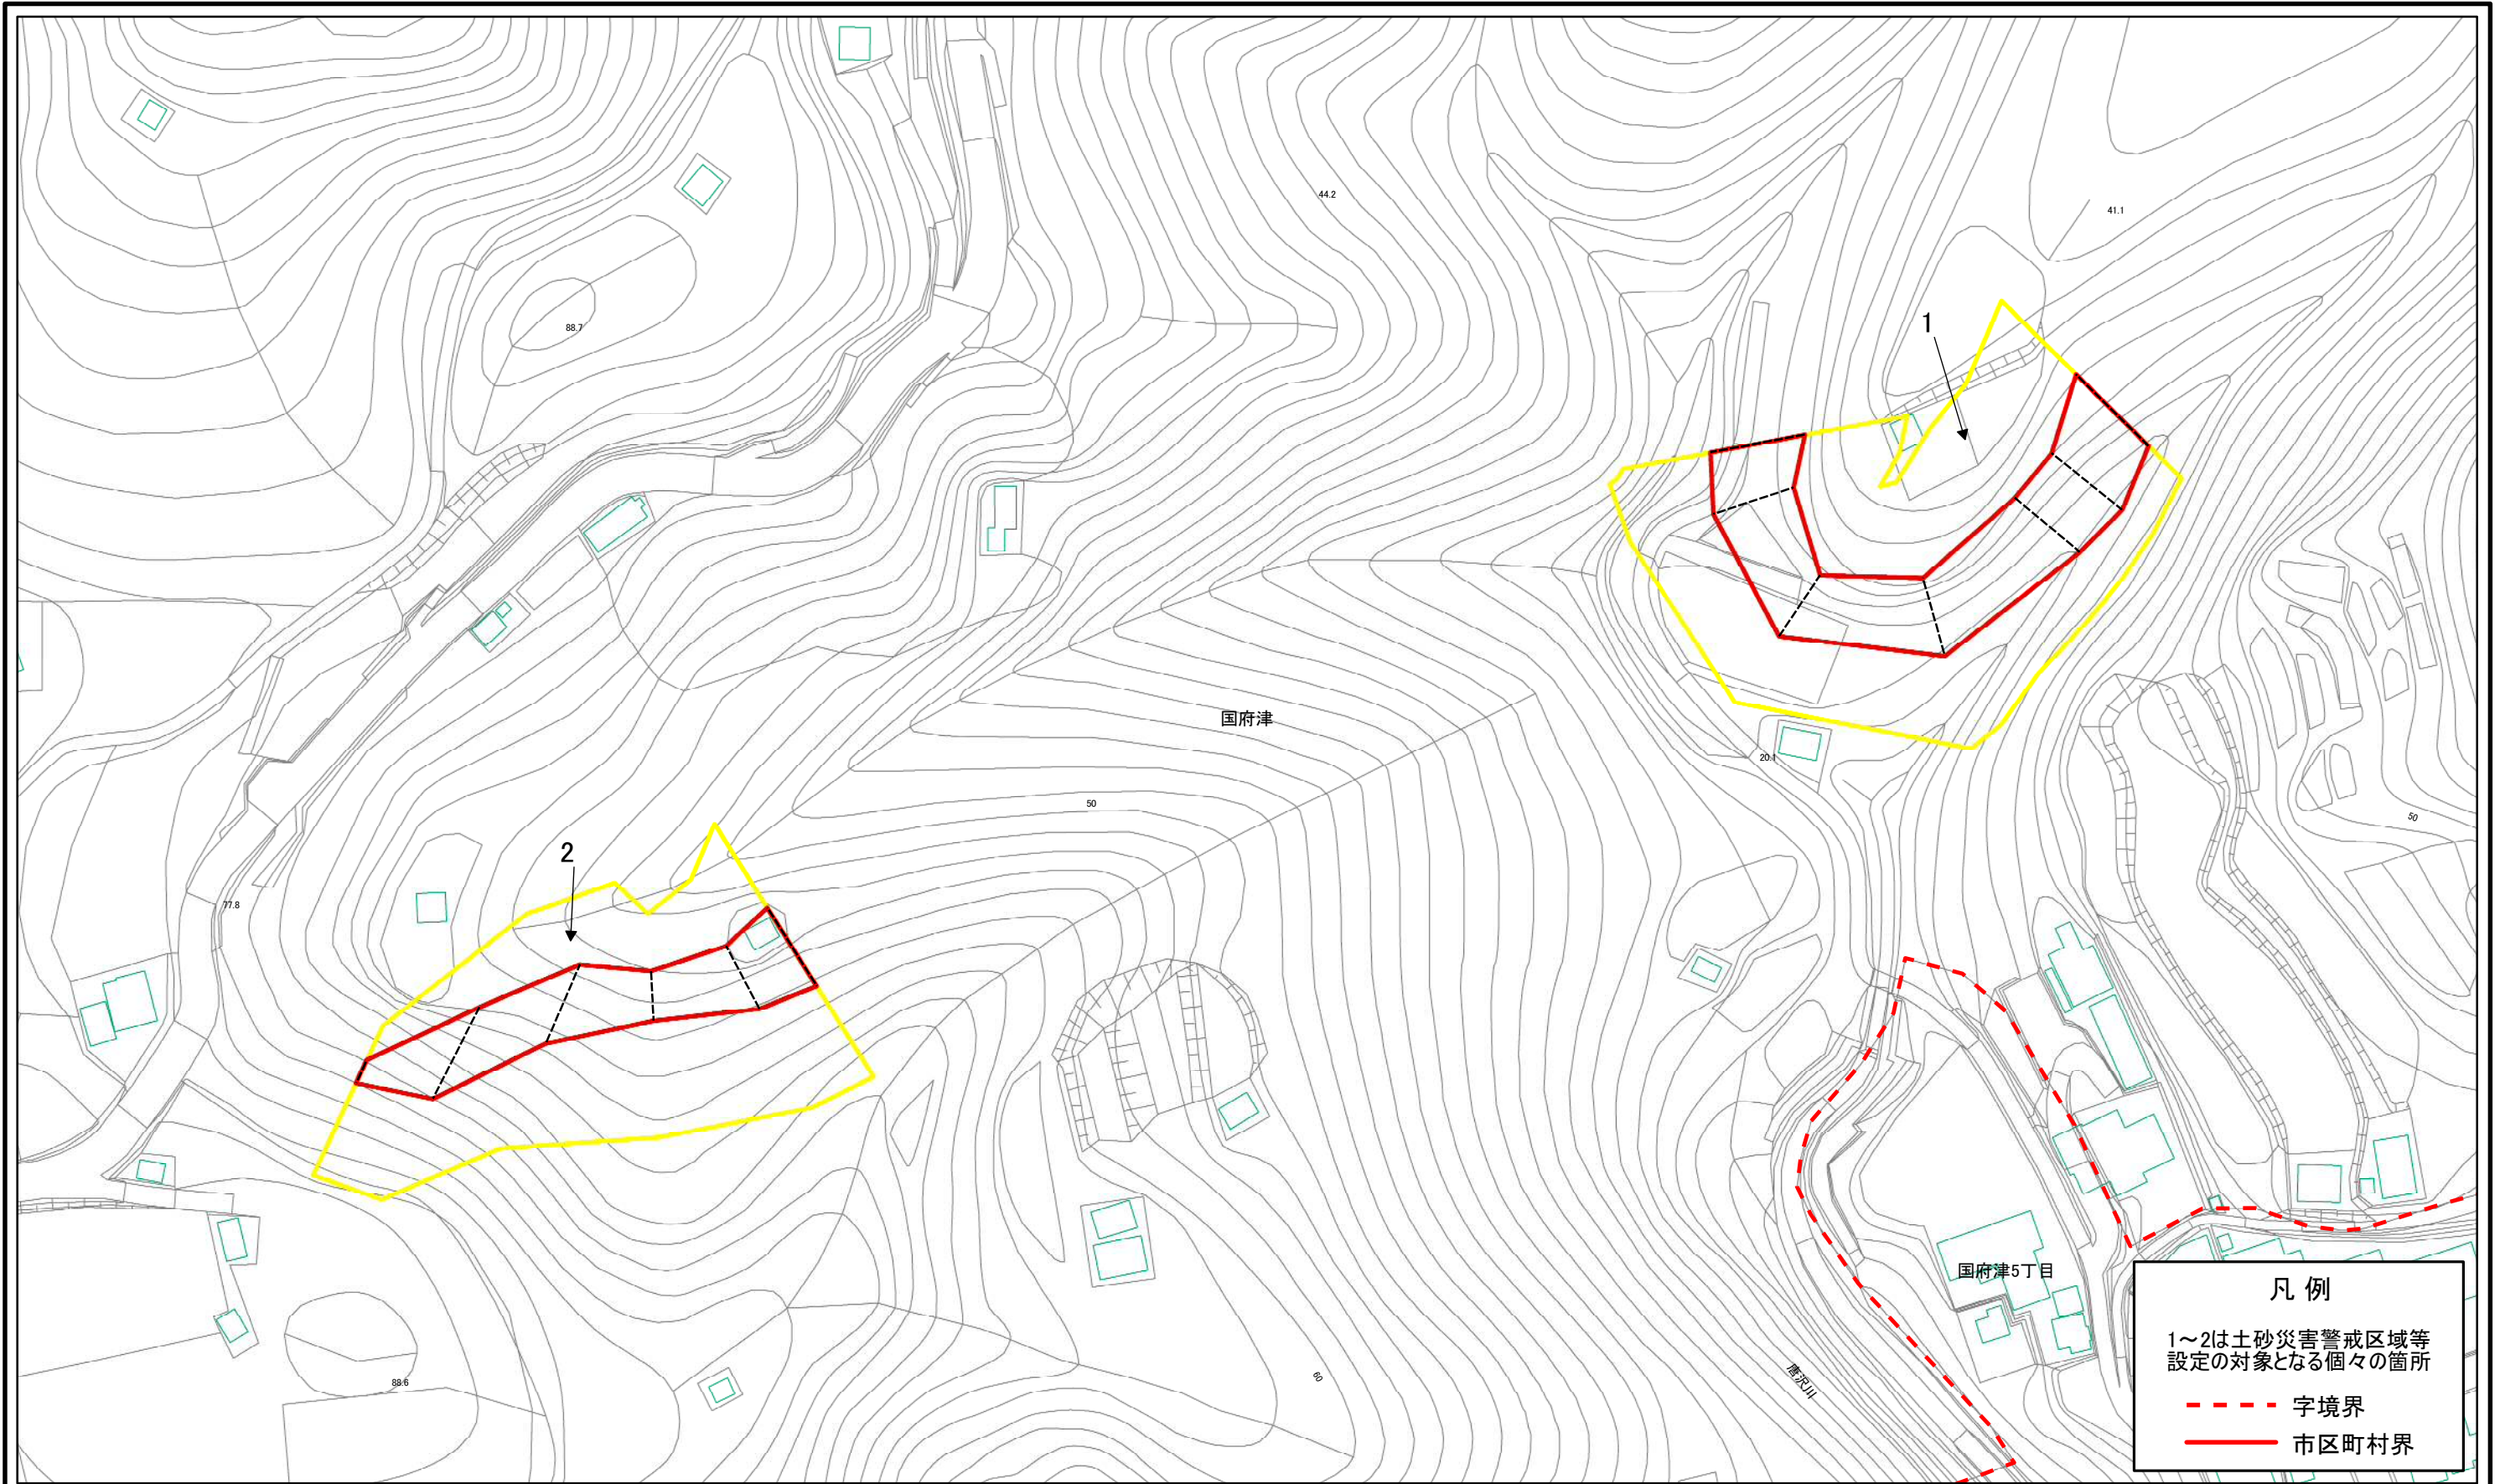 44.2
41.1
1
88.7
国府津
20.1
50
50
2
77.8
国府津5丁目
88.6
60
唐沢川
凡 例
1~2は土砂災害警戒区域等
設定の対象となる個々の箇所
字境界
市区町村界